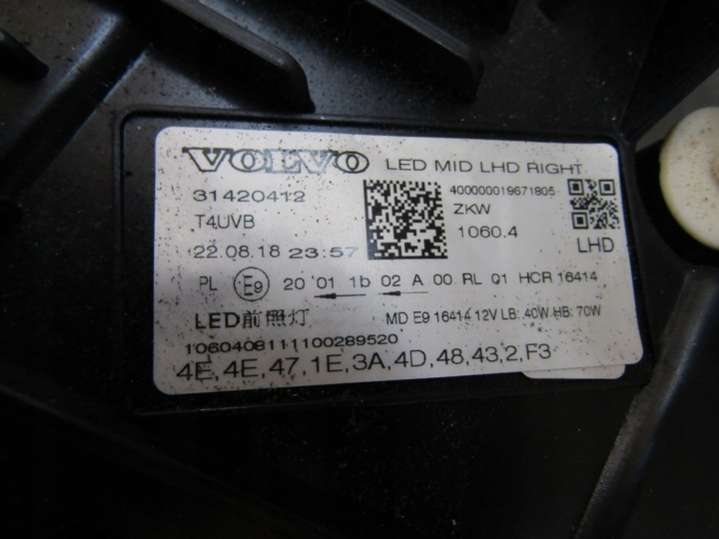 VOLVO LED MID LHD RIGHT
31420412 400000019671805
T4UVB ZKW
22.08.18 23:57 1060.4 LHD
PL E9 20 01 1b 02 A 00 RL 01 HCR 16414
LED前照灯 MD E9 16414 12V LB: 40W HB: 70W
1060408111100289520
4E,4E,47,1E,3A,4D,48,43,2,F3